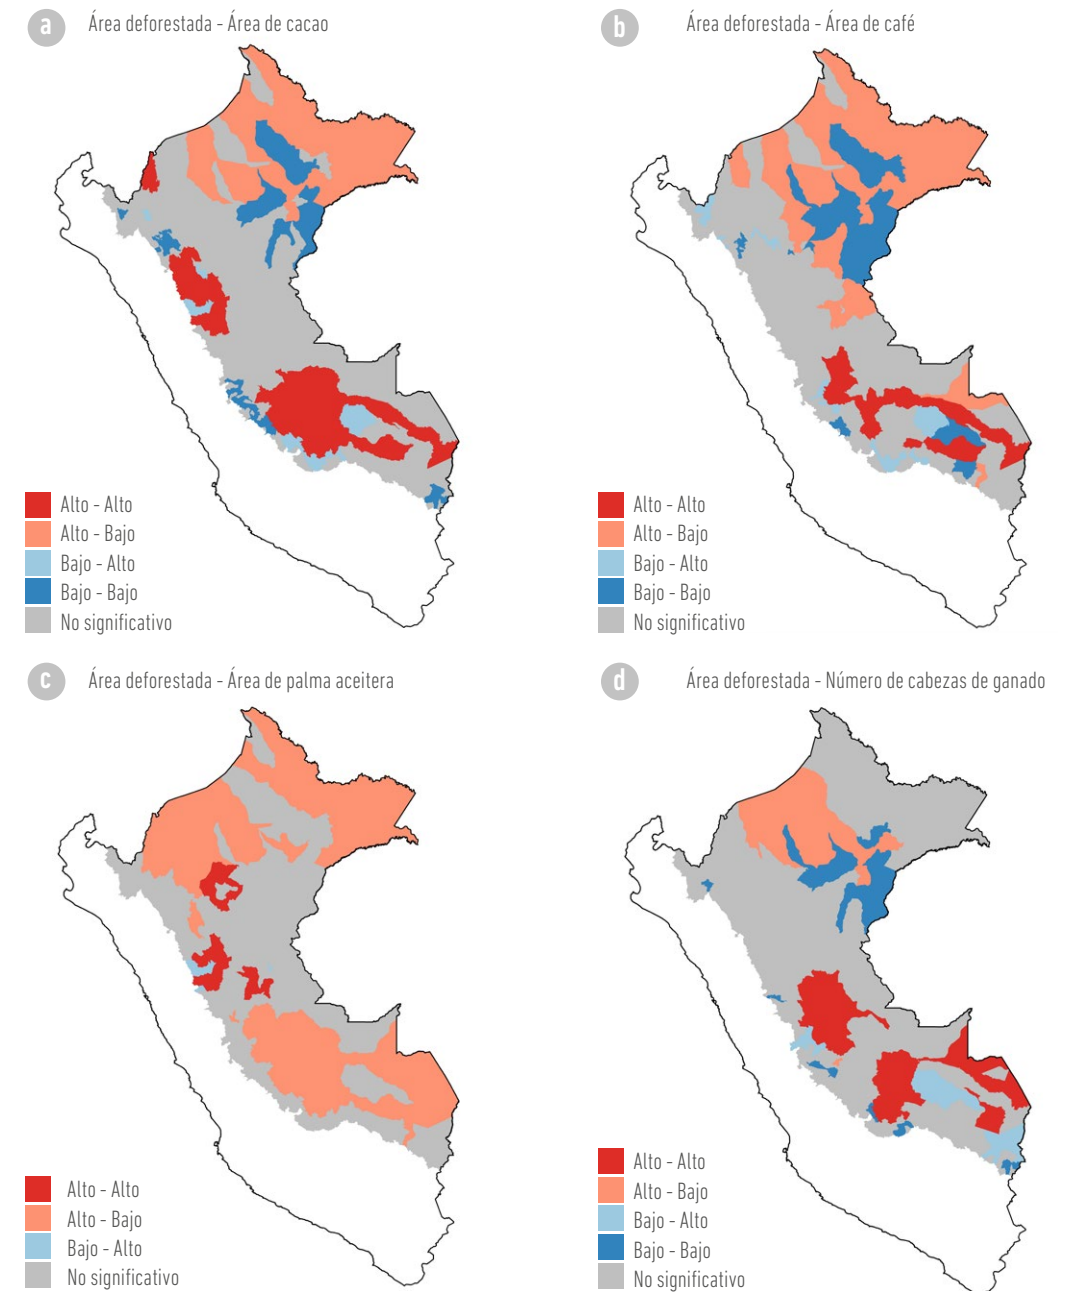 a Área deforestada - Área de cacao
b Área deforestada - Área de café
Alto - Alto
Alto - Bajo
Bajo - Alto
Bajo - Bajo
No significativo
Alto - Alto
Alto - Bajo
Bajo - Alto
Bajo - Bajo
No significativo
c Área deforestada - Área de palma aceitera
d Área deforestada - Número de cabezas de ganado
Alto - Alto
Alto - Bajo
Bajo - Alto
No significativo
Alto - Alto
Alto - Bajo
Bajo - Alto
Bajo - Bajo
No significativo